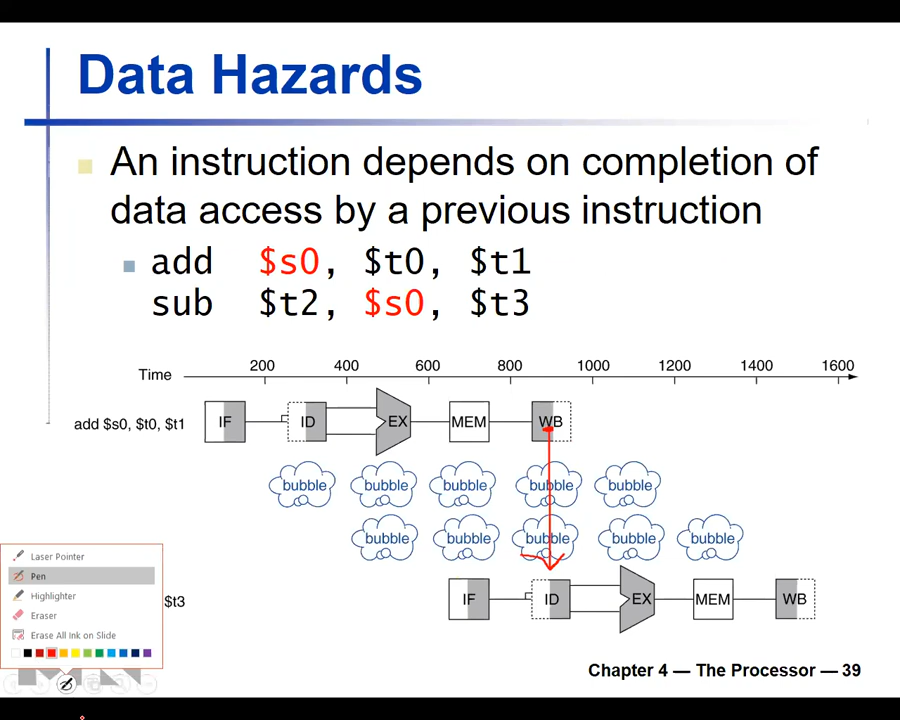 Data Hazards
An instruction depends on completion of
data access by a previous instruction
add $s0, $t0, $t1
sub $t2, $s0, $t3
200 400 600 800 1000 1200 1400 1600
Time
add $s0, $t0, $t1 IF ID EX MEM WB
bubble bubble bubble bubble bubble
bubble bubble bubble bubble bubble
$t3 IF ID EX MEM WB
Laser Pointer
Pen
Highlighter
Eraser
Erase All Ink on Slide
Chapter 4 — The Processor — 39